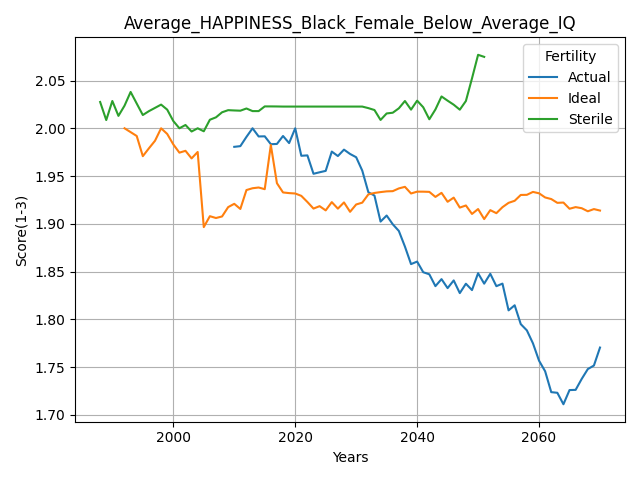 Average_HAPPINESS_Black_Female_Below_Average_IQ
Fertility
Actual
Ideal
Sterile
2.05
2.00
1.95
1.90
1.85
1.80
1.75
1.70
Score(1-3)
2000
2020
2040
2060
Years